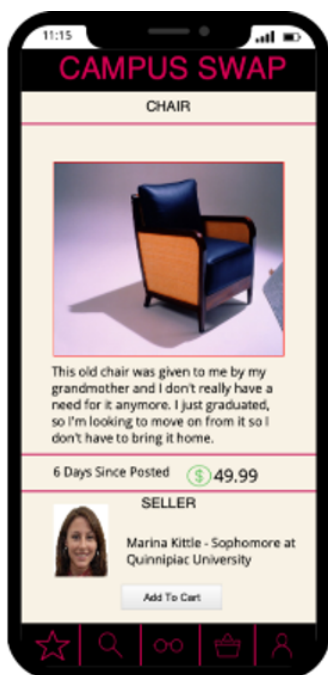 11:15
CAMPUS SWAP
CHAIR
This old chair was given to me by my
grandmother and I don't really have a
need for it anymore. I just graduated,
so I'm looking to move on from it so I
don't have to bring it home.
6 Days Since Posted $ 49.99
SELLER
Marina Kittle - Sophomore at
Quinnipiac University
Add To Cart